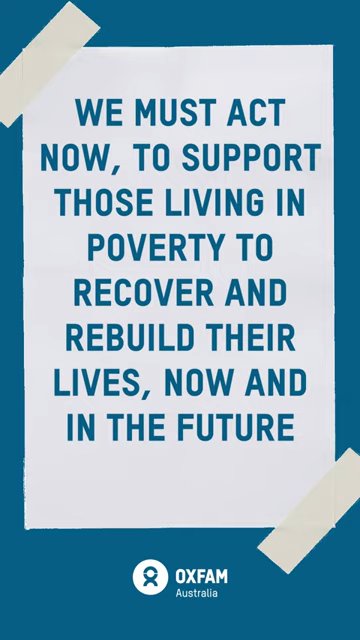 WE MUST ACT
NOW, TO SUPPORT
THOSE LIVING IN
POVERTY TO
RECOVER AND
REBUILD THEIR
LIVES, NOW AND
IN THE FUTURE
OXFAM
Australia